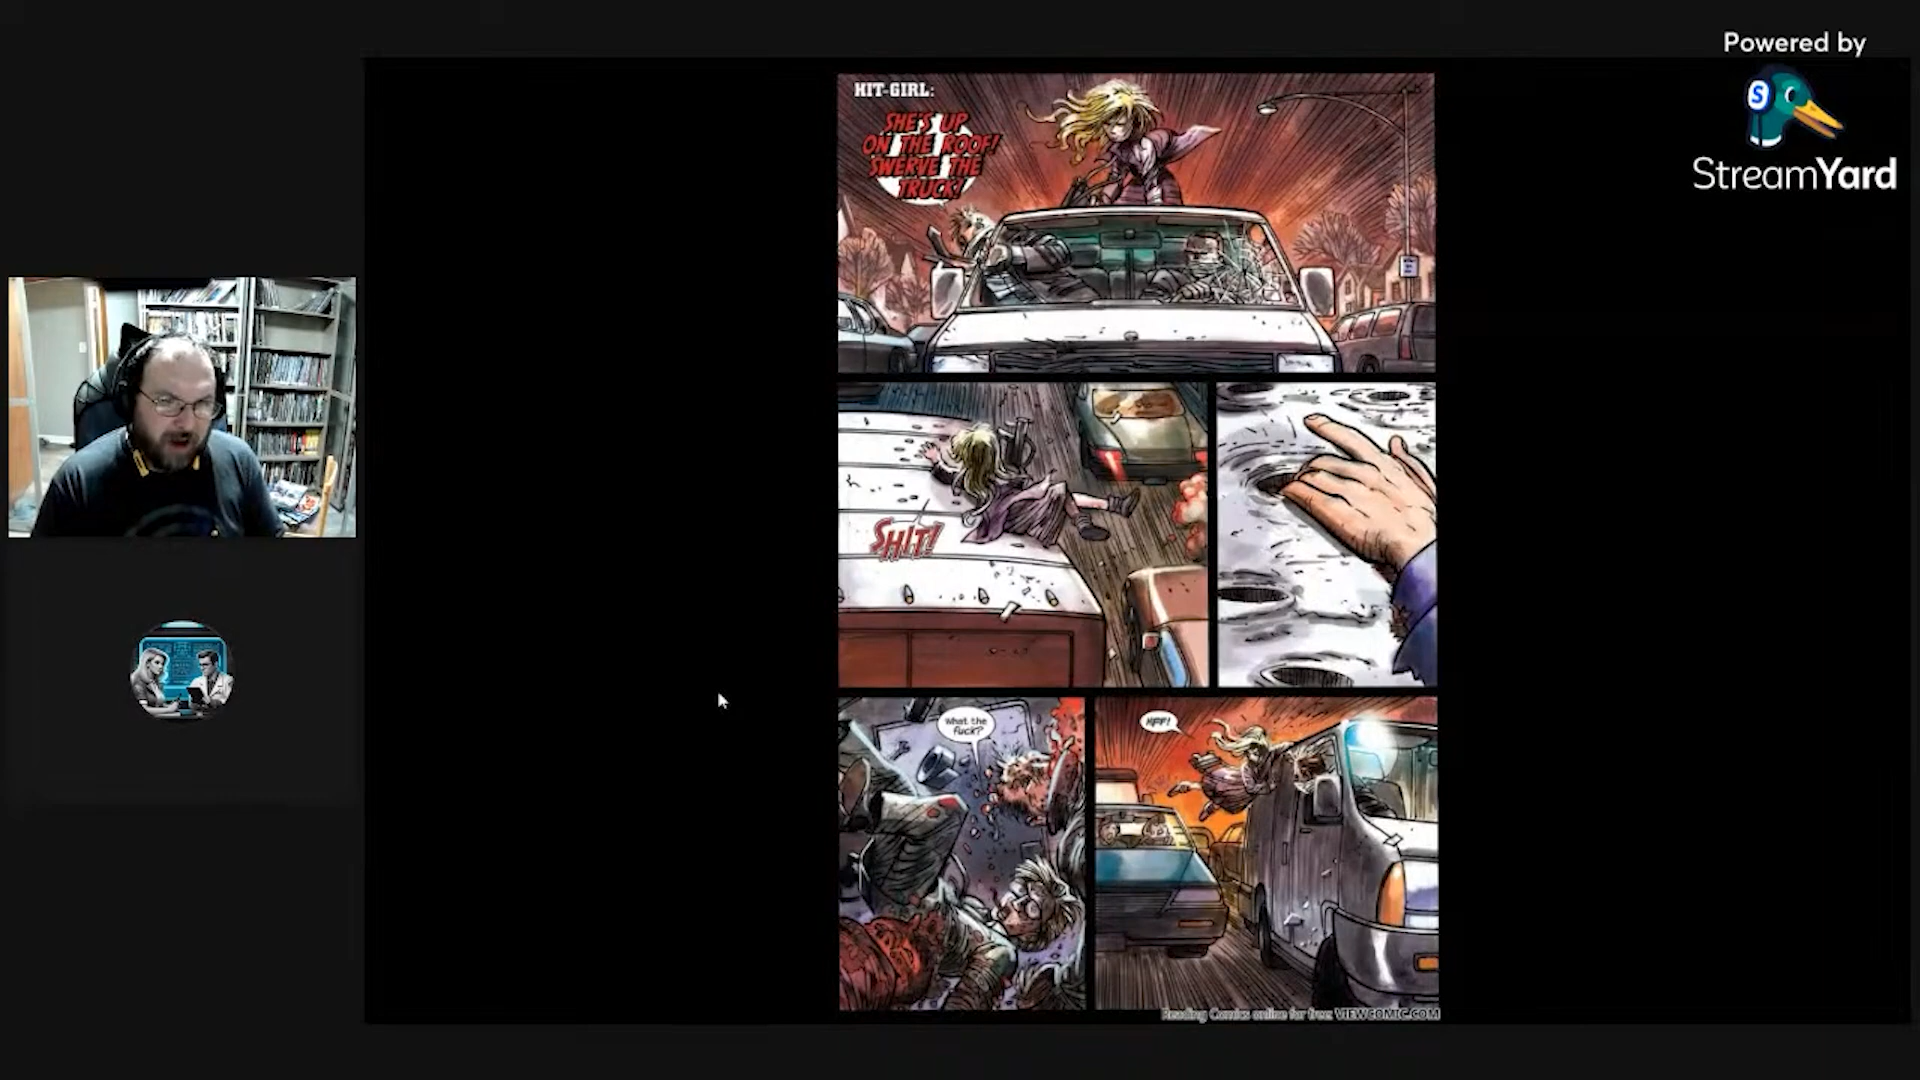 Powered by
StreamYard
HIT-GIRL:
SHE'S UP
ON THE ROOF!
SWERVE THE
TRUCK!
SHIT!
What the
fuck?
HFF!
Reading Comics online for free: VIEWCOMIC.COM